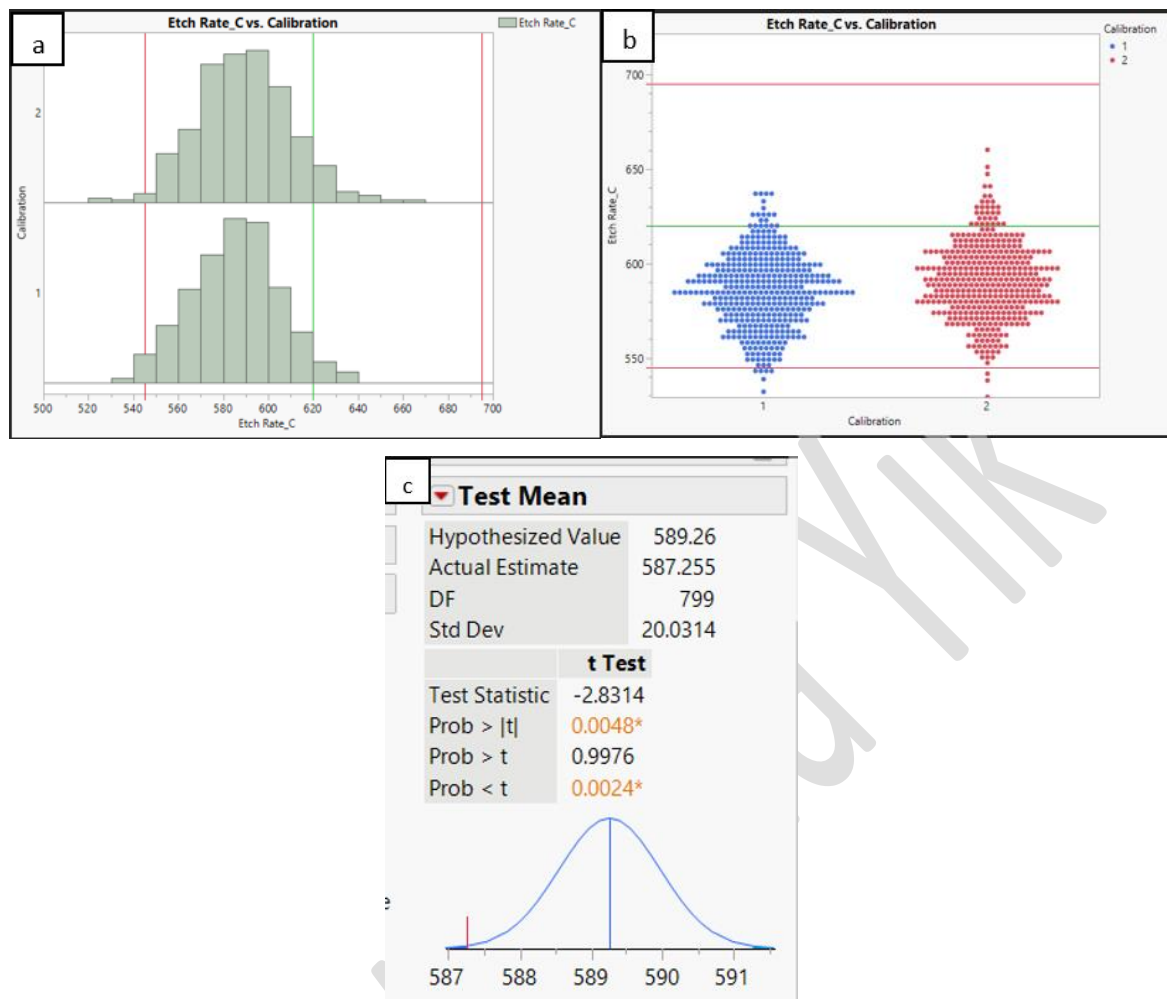 a
Etch Rate_C vs. Calibration
Etch Rate_C
2
1
Calibration
500 520 540 560 580 600 620 640 660 680 700
Etch Rate_C
b
Etch Rate_C vs. Calibration
Calibration
1
2
700
650
600
550
Etch Rate_C
1 2
Calibration
c
Test Mean
Hypothesized Value 589.26
Actual Estimate 587.255
DF 799
Std Dev 20.0314
t Test
Test Statistic -2.8314
Prob > |t| 0.0048*
Prob > t 0.9976
Prob < t 0.0024*
587 588 589 590 591